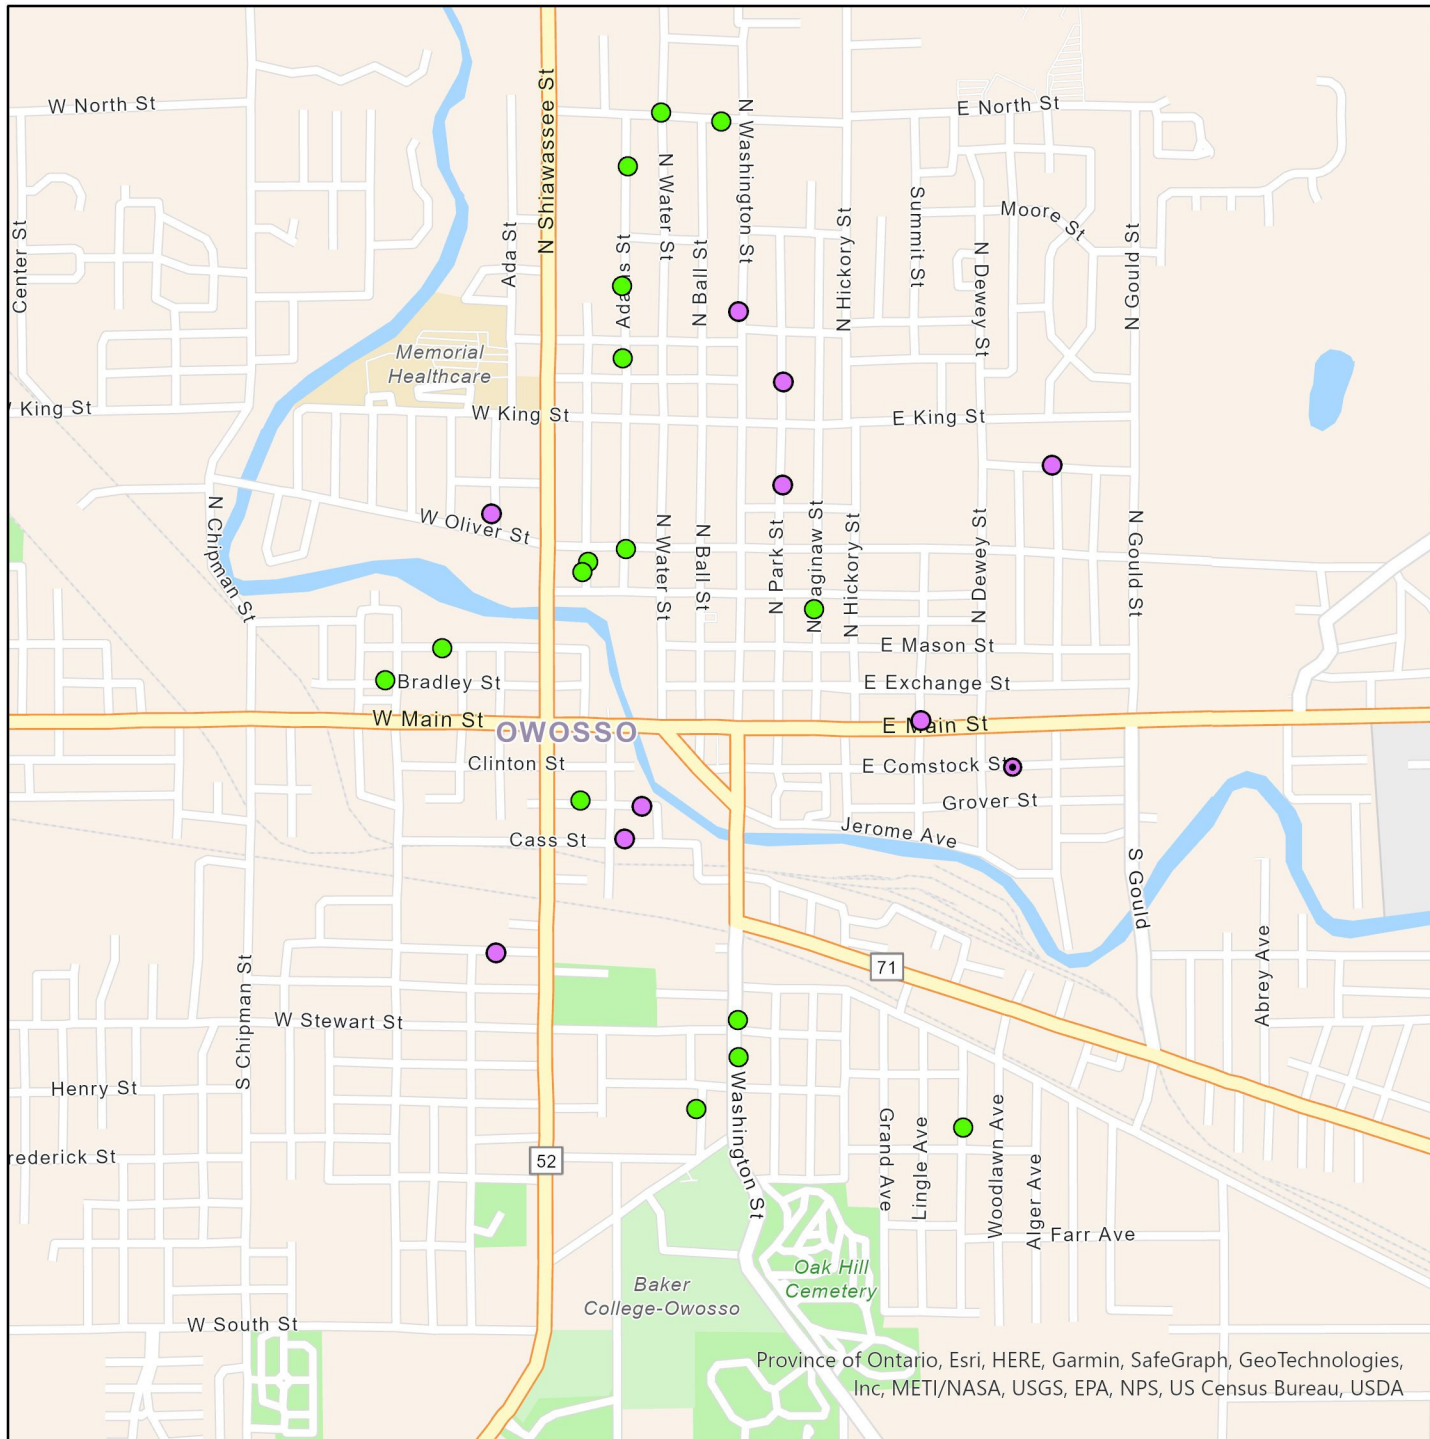 W North St
E North St
N Shiawassee St
N Washington St
N Water St
Summit St
Moore St
Center St
Ada St
Adams St
N Ball St
N Hickory St
N Dewey St
N Gould St
Memorial
Healthcare
King St
W King St
E King St
N Chipman St
W Oliver St
N Water St
N Ball St
N Park St
N Saginaw St
N Hickory St
N Dewey St
N Gould St
E Mason St
Bradley St
E Exchange St
W Main St
OWOSSO
E Main St
Clinton St
E Comstock St
Grover St
Cass St
Jerome Ave
S Gould
71
Abrey Ave
S Chipman St
W Stewart St
Henry St
Washington St
Grand Ave
Lingle Ave
Woodlawn Ave
Alger Ave
rederick St
52
Farr Ave
Oak Hill
Cemetery
Baker
College-Owosso
W South St
Province of Ontario, Esri, HERE, Garmin, SafeGraph, GeoTechnologies,
Inc, METI/NASA, USGS, EPA, NPS, US Census Bureau, USDA